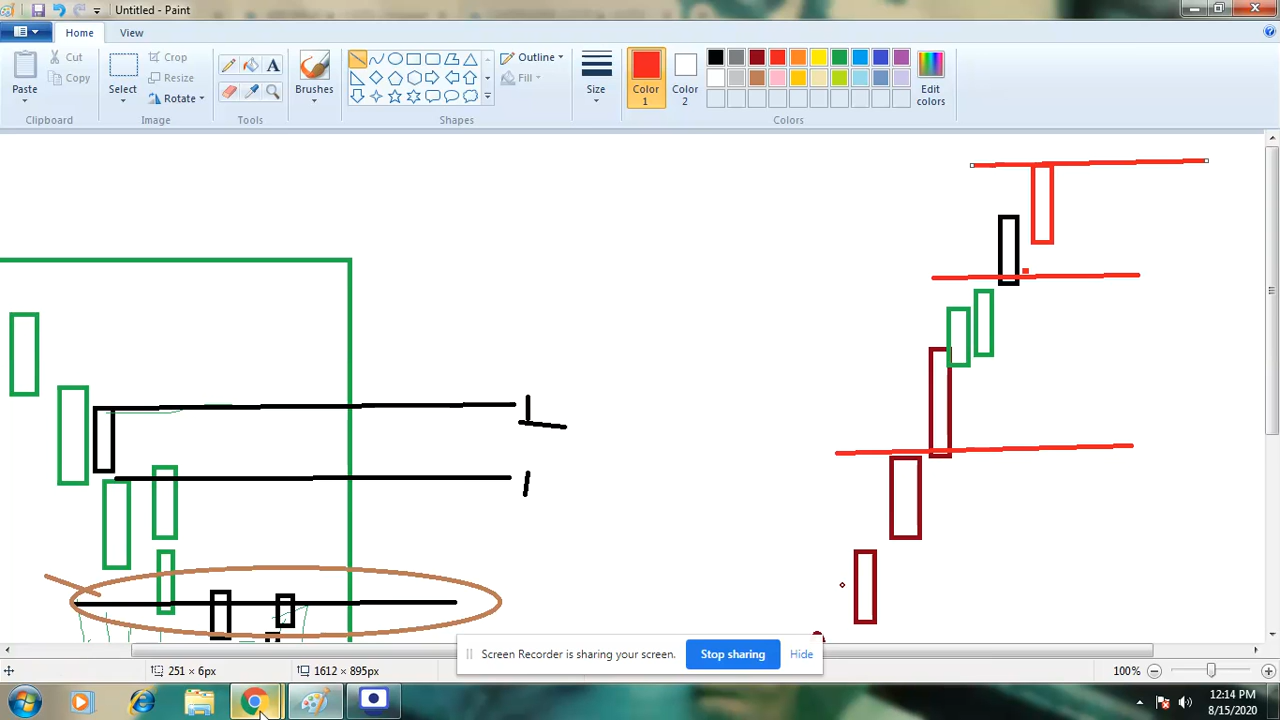 Untitled - Paint
Home
View
Paste
Cut
Copy
Clipboard
Select
Crop
Resize
Rotate
Image
Tools
Brushes
Shapes
Outline
Fill
Size
Color 1
Color 2
Edit colors
Colors
Screen Recorder is sharing your screen.
Stop sharing
Hide
251 × 6px
1612 × 895px
100%
12:14 PM
8/15/2020